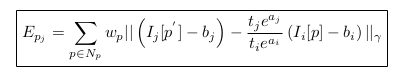 $E_{p_j} = \sum_{p \in N_p} w_p || \left( I_j[p^{'}] - b_j \right) - \frac{t_j e^{a_j}}{t_i e^{a_i}} \left( I_i[p] - b_i \right) ||_{\gamma}$